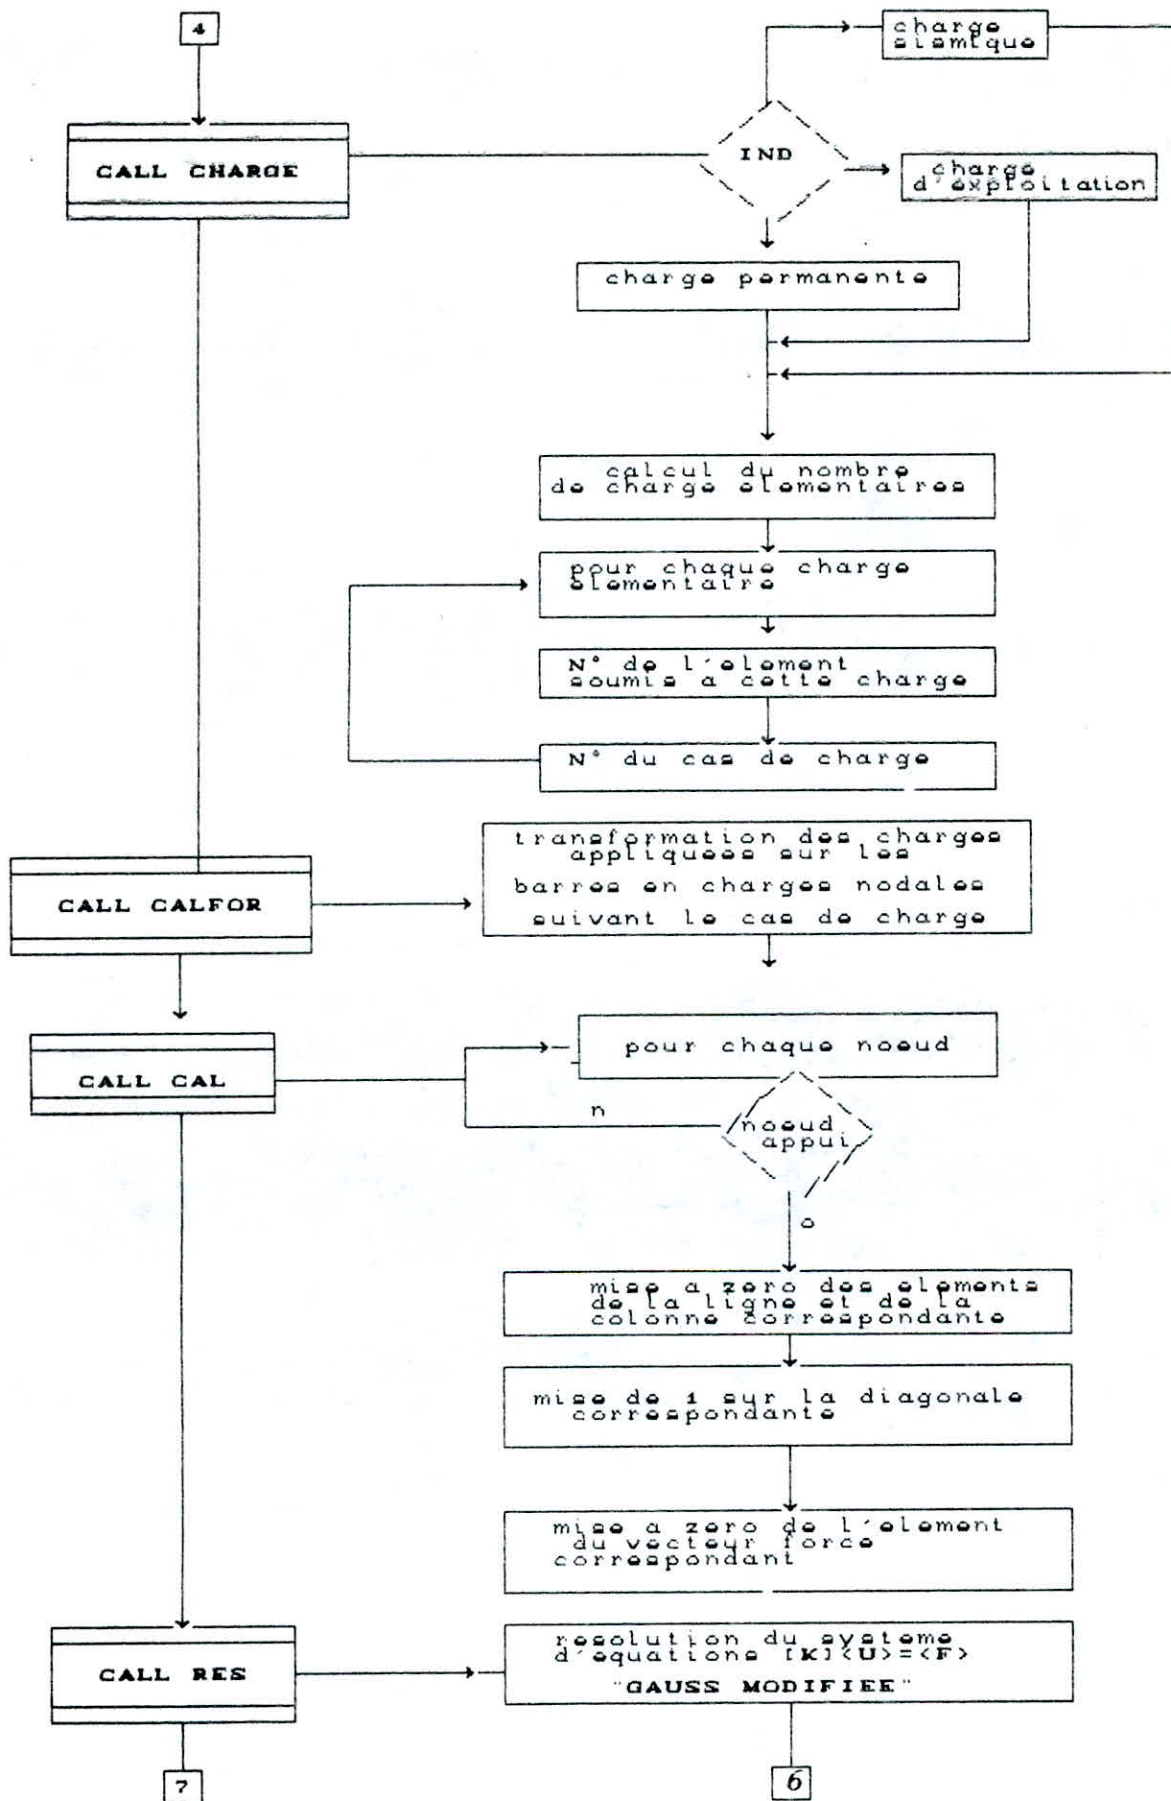 4
charge
sismique
CALL CHARGE
IND
charge
d'exploitation
charge permanente
calcul du nombre
de charge elementaires
pour chaque charge
elementaire
N° de l'element
soumis a cette charge
N° du cas de charge
transformation des charges
appliquees sur les
barres en charges nodales
suivant le cas de charge
CALL CALFOR
pour chaque noeud
CALL CAL
n
noeud
appui
o
mise a zero des elements
de la ligne et de la
colonne correspondante
mise de 1 sur la diagonale
correspondante
mise a zero de l'element
du vecteur force
correspondant
resolution du systeme
d'equations [K]<U>=<F>
"GAUSS MODIFIEE"
CALL RES
7
6